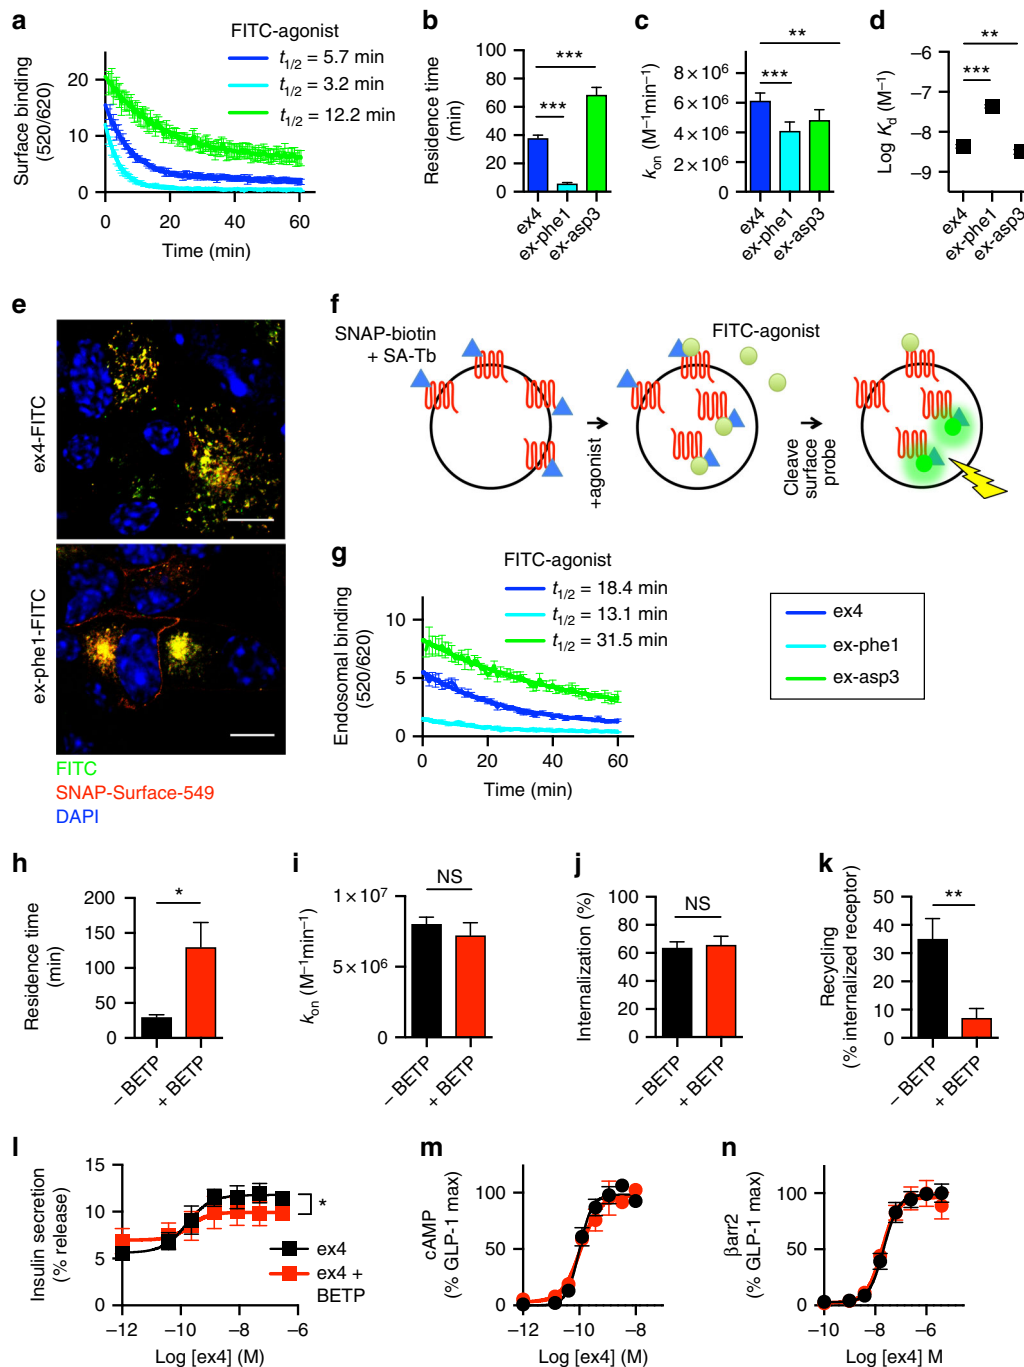 a
FITC-agonist
t1/2 = 5.7 min
t1/2 = 3.2 min
t1/2 = 12.2 min
Surface binding
(520/620)
20
10
0
0 20 40 60
Time (min)
b
Residence time
(min)
100
80
60
40
20
0
***
***
ex4
ex-phe1
ex-asp3
c
kon (M−1min−1)
8×10⁶
6×10⁶
4×10⁶
2×10⁶
0
**
***
ex4
ex-phe1
ex-asp3
d
Log Kd (M−1)
−6
−7
−8
−9
**
***
ex4
ex-phe1
ex-asp3
e
ex4-FITC
ex-phe1-FITC
FITC
SNAP-Surface-549
DAPI
f
SNAP-biotin
+ SA-Tb
FITC-agonist
+agonist
Cleave
surface
probe
g
FITC-agonist
t1/2 = 18.4 min
t1/2 = 13.1 min
t1/2 = 31.5 min
Endosomal binding
(520/620)
10
5
0
0 20 40 60
Time (min)
ex4
ex-phe1
ex-asp3
h
Residence time
(min)
200
150
100
50
0
*
− BETP
+ BETP
i
kon (M−1min−1)
1×10⁷
5×10⁶
0
NS
− BETP
+ BETP
j
Internalization (%)
100
80
60
40
20
0
NS
− BETP
+ BETP
k
Recycling
(% internalized receptor)
50
40
30
20
10
0
**
− BETP
+ BETP
l
Insulin secretion
(% release)
15
10
5
0
*
ex4
ex4 +
BETP
−12 −10 −8 −6
Log [ex4] (M)
m
cAMP
(% GLP-1 max)
100
50
0
−12 −10 −8
Log [ex4] (M)
n
βarr2
(% GLP-1 max)
100
50
0
−10 −8 −6 −4
Log [ex4] M